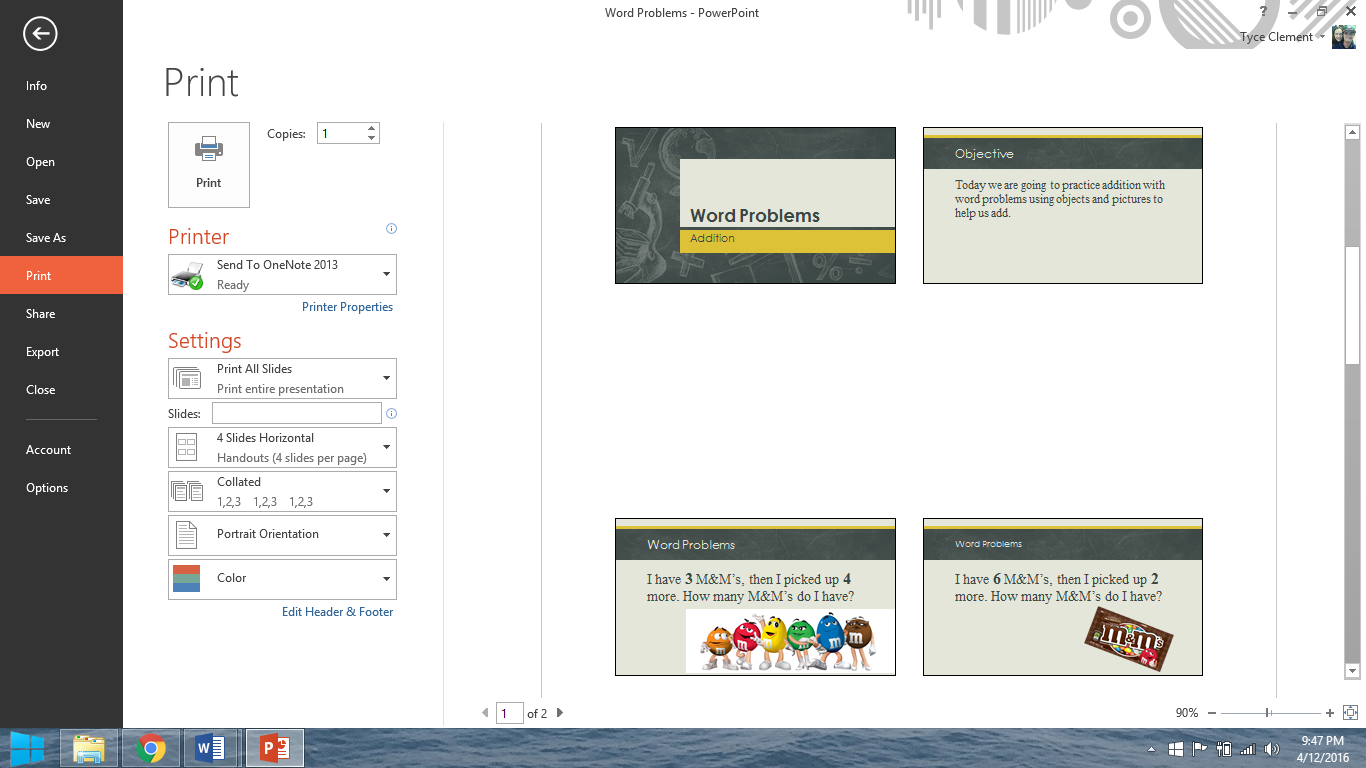 Word Problems - PowerPoint
?
Tyce Clement
Info
New
Open
Save
Save As
Print
Share
Export
Close
Account
Options
Print
Print
Copies: 1
Printer
Send To OneNote 2013
Ready
Printer Properties
Settings
Print All Slides
Print entire presentation
Slides:
4 Slides Horizontal
Handouts (4 slides per page)
Collated
1,2,3 1,2,3 1,2,3
Portrait Orientation
Color
Edit Header & Footer
Word Problems
Addition
Objective
Today we are going to practice addition with
word problems using objects and pictures to
help us add.
Word Problems
I have 3 M&M's, then I picked up 4
more. How many M&M's do I have?
Word Problems
I have 6 M&M's, then I picked up 2
more. How many M&M's do I have?
m&m's
1 of 2
90%
9:47 PM
4/12/2016